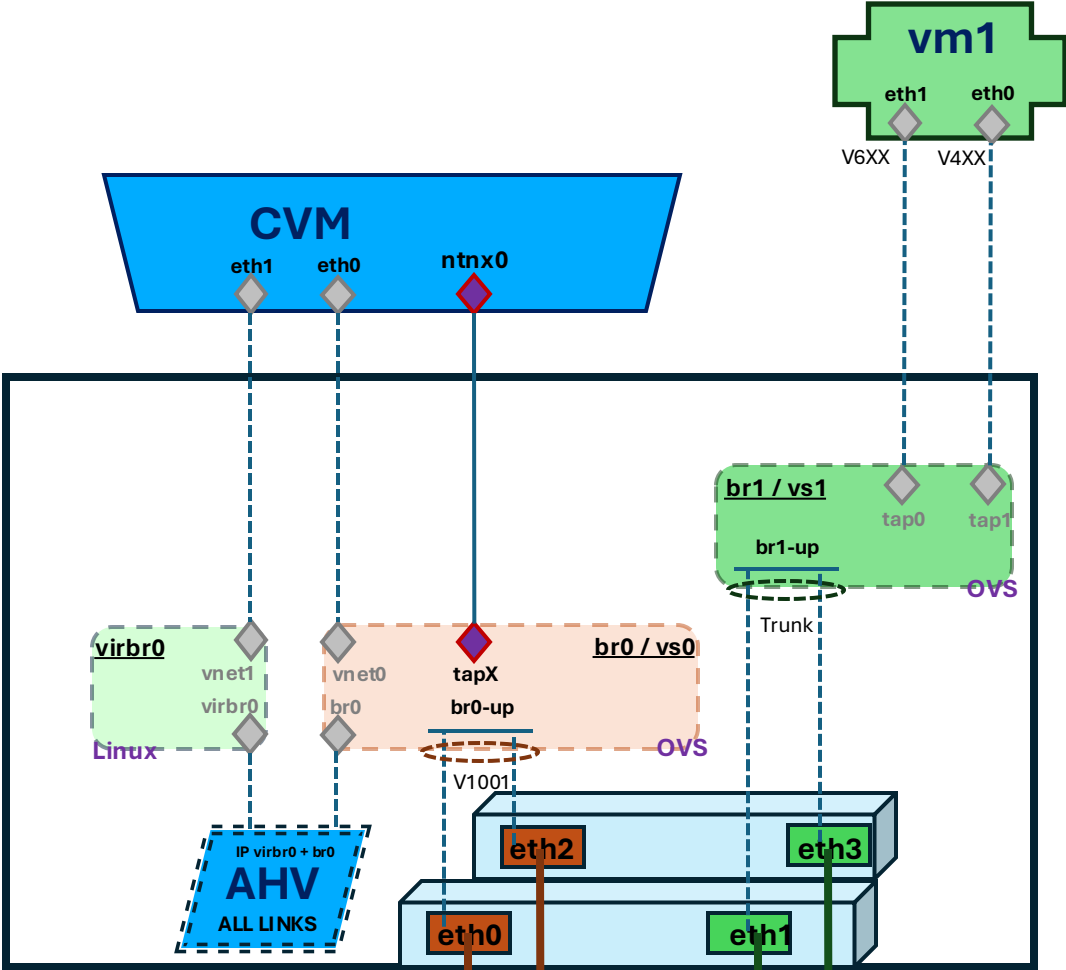 vm1
eth1
eth0
V6XX
V4XX
CVM
eth1
eth0
ntnx0
br1 / vs1
tap0
tap1
br1-up
OVS
Trunk
virbr0
vnet1
virbr0
Linux
vnet0
br0
tapX
br0-up
br0 / vs0
OVS
V1001
eth2
eth3
eth0
eth1
IP virbr0 + br0
AHV
ALL LINKS